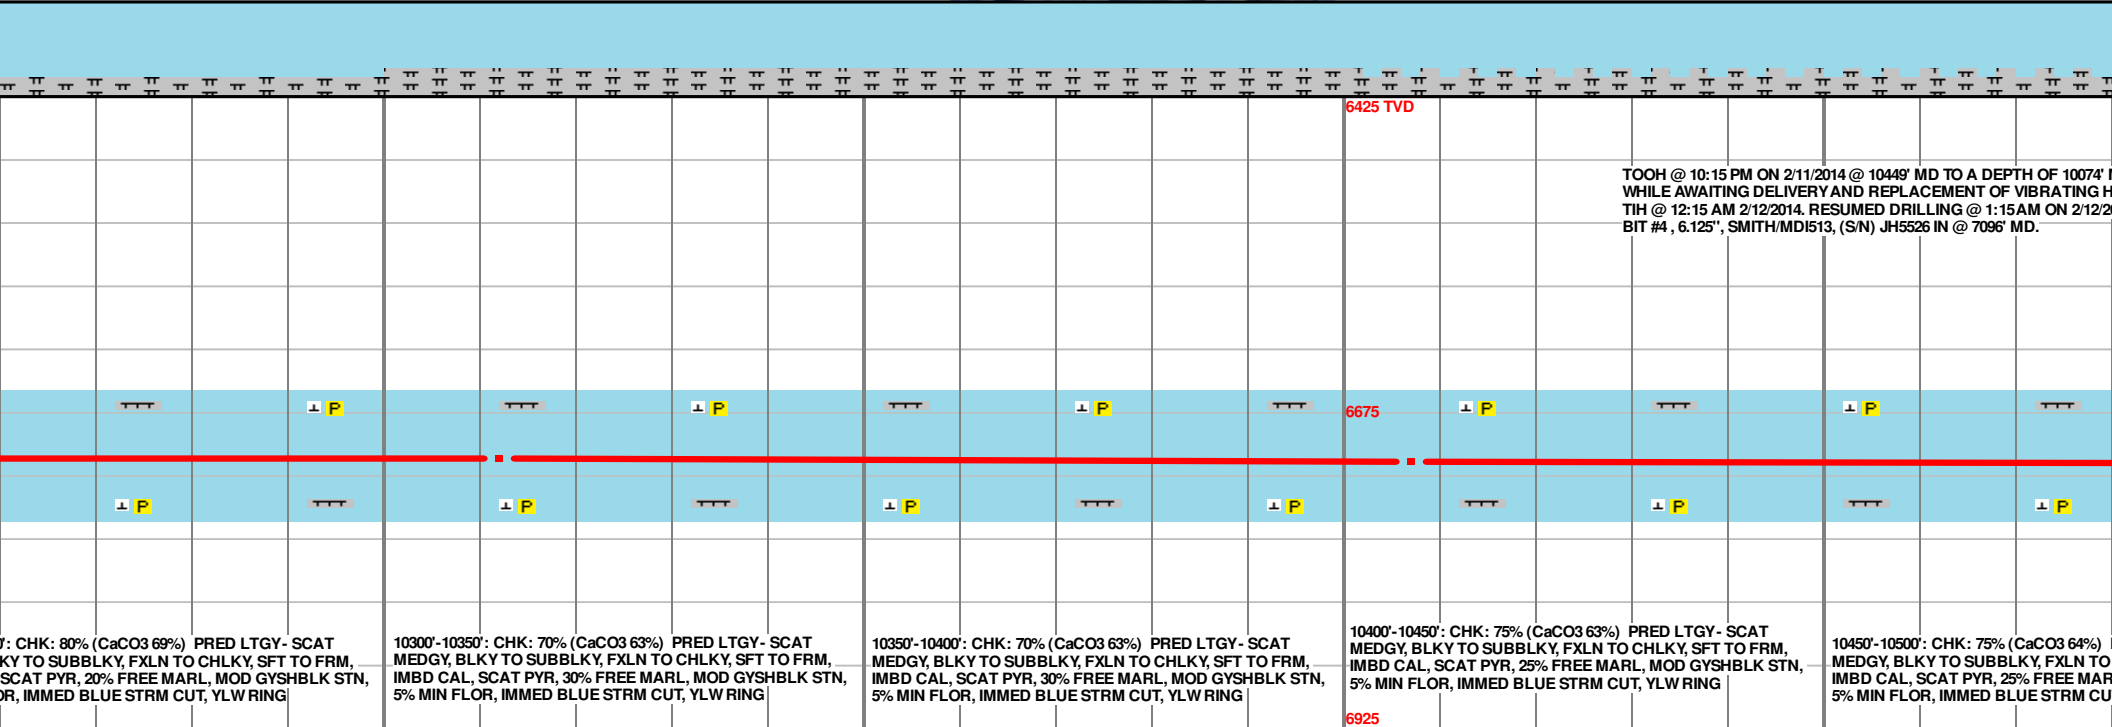 6425 TVD
TOOH @ 10:15 PM ON 2/11/2014 @ 10449' MD TO A DEPTH OF 10074'
WHILE AWAITING DELIVERY AND REPLACEMENT OF VIBRATING
TIH @ 12:15 AM 2/12/2014. RESUMED DRILLING @ 1:15 AM ON
BIT #4 , 6.125", SMITH/MDI513, (S/N) JH5526 IN @ 7096' MD.
P P P P P
6675
P P P P P P
': CHK: 80% (CaCO3 69%) PRED LTGY- SCAT
KY TO SUBBLKY, FXLN TO CHLKY, SFT TO FRM,
SCAT PYR, 20% FREE MARL, MOD GYSHBLK STN,
OR, IMMED BLUE STRM CUT, YLW RING
10300'-10350': CHK: 70% (CaCO3 63%) PRED LTGY- SCAT
MEDGY, BLKY TO SUBBLKY, FXLN TO CHLKY, SFT TO FRM,
IMBD CAL, SCAT PYR, 30% FREE MARL, MOD GYSHBLK STN,
5% MIN FLOR, IMMED BLUE STRM CUT, YLW RING
10350'-10400': CHK: 70% (CaCO3 63%) PRED LTGY- SCAT
MEDGY, BLKY TO SUBBLKY, FXLN TO CHLKY, SFT TO FRM,
IMBD CAL, SCAT PYR, 30% FREE MARL, MOD GYSHBLK STN,
5% MIN FLOR, IMMED BLUE STRM CUT, YLW RING
10400'-10450': CHK: 75% (CaCO3 63%) PRED LTGY- SCAT
MEDGY, BLKY TO SUBBLKY, FXLN TO CHLKY, SFT TO FRM,
IMBD CAL, SCAT PYR, 25% FREE MARL, MOD GYSHBLK STN,
5% MIN FLOR, IMMED BLUE STRM CUT, YLW RING
10450'-10500': CHK: 75% (CaCO3 64%)
MEDGY, BLKY TO SUBBLKY, FXLN TO
IMBD CAL, SCAT PYR, 25% FREE MAR
5% MIN FLOR, IMMED BLUE STRM CU
6925